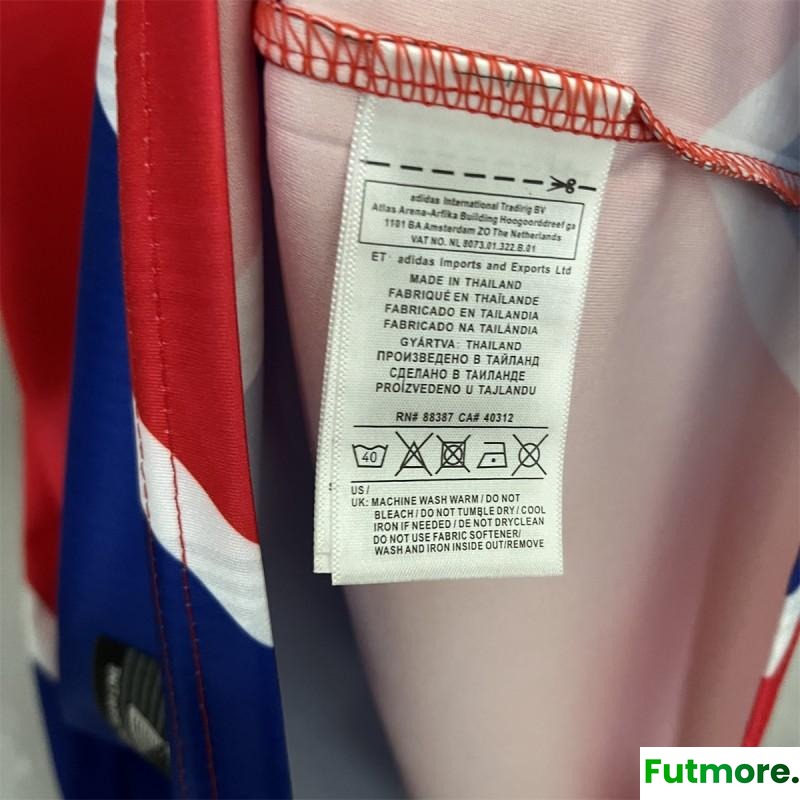 adidas International Tradirig BV
Atlas Arena-Arfika Building Hoogoorddreef ga
1101 BA Amsterdam ZO The Netherlands
VAT NO. NL 8073.01.322.B.01
ET· adidas Imports and Exports Ltd
MADE IN THAILAND
FABRIQUÉ EN THAÏLANDE
FABRICADO EN TAILANDIA
FABRICADO NA TAILÂNDIA
GYÁRTVA: THAILAND
ПРОИЗВЕДЕНО В ТАЙЛАНД
СДЕЛАНО В ТАИЛАНДЕ
PROÏZVEDENO U TAJLANDU
RN# 88387 CA# 40312
40
US /
UK: MACHINE WASH WARM / DO NOT
BLEACH / DO NOT TUMBLE DRY / COOL
IRON IF NEEDED / DE NOT DRYCLEAN
DO NOT USE FABRIC SOFTENER/
WASH AND IRON INSIDE OUT/REMOVE
Futmore.